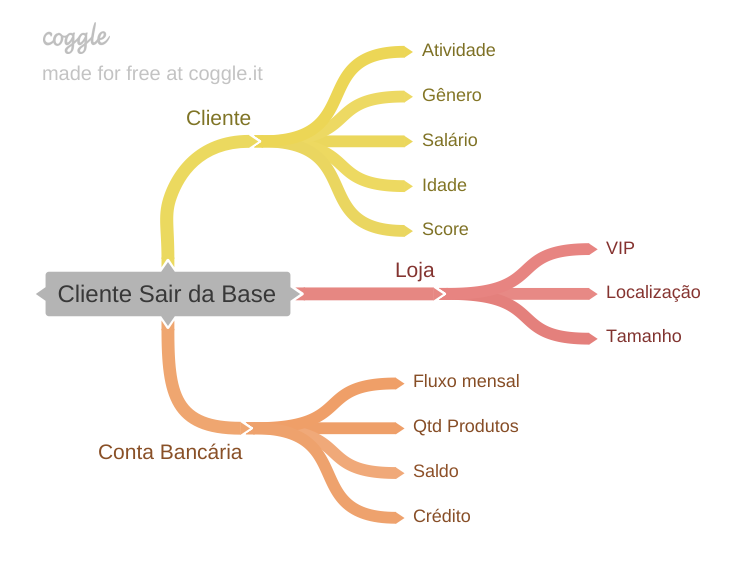 coggle
made for free at coggle.it
Cliente
Atividade
Gênero
Salário
Idade
Score
Cliente Sair da Base
Loja
VIP
Localização
Tamanho
Conta Bancária
Fluxo mensal
Qtd Produtos
Saldo
Crédito